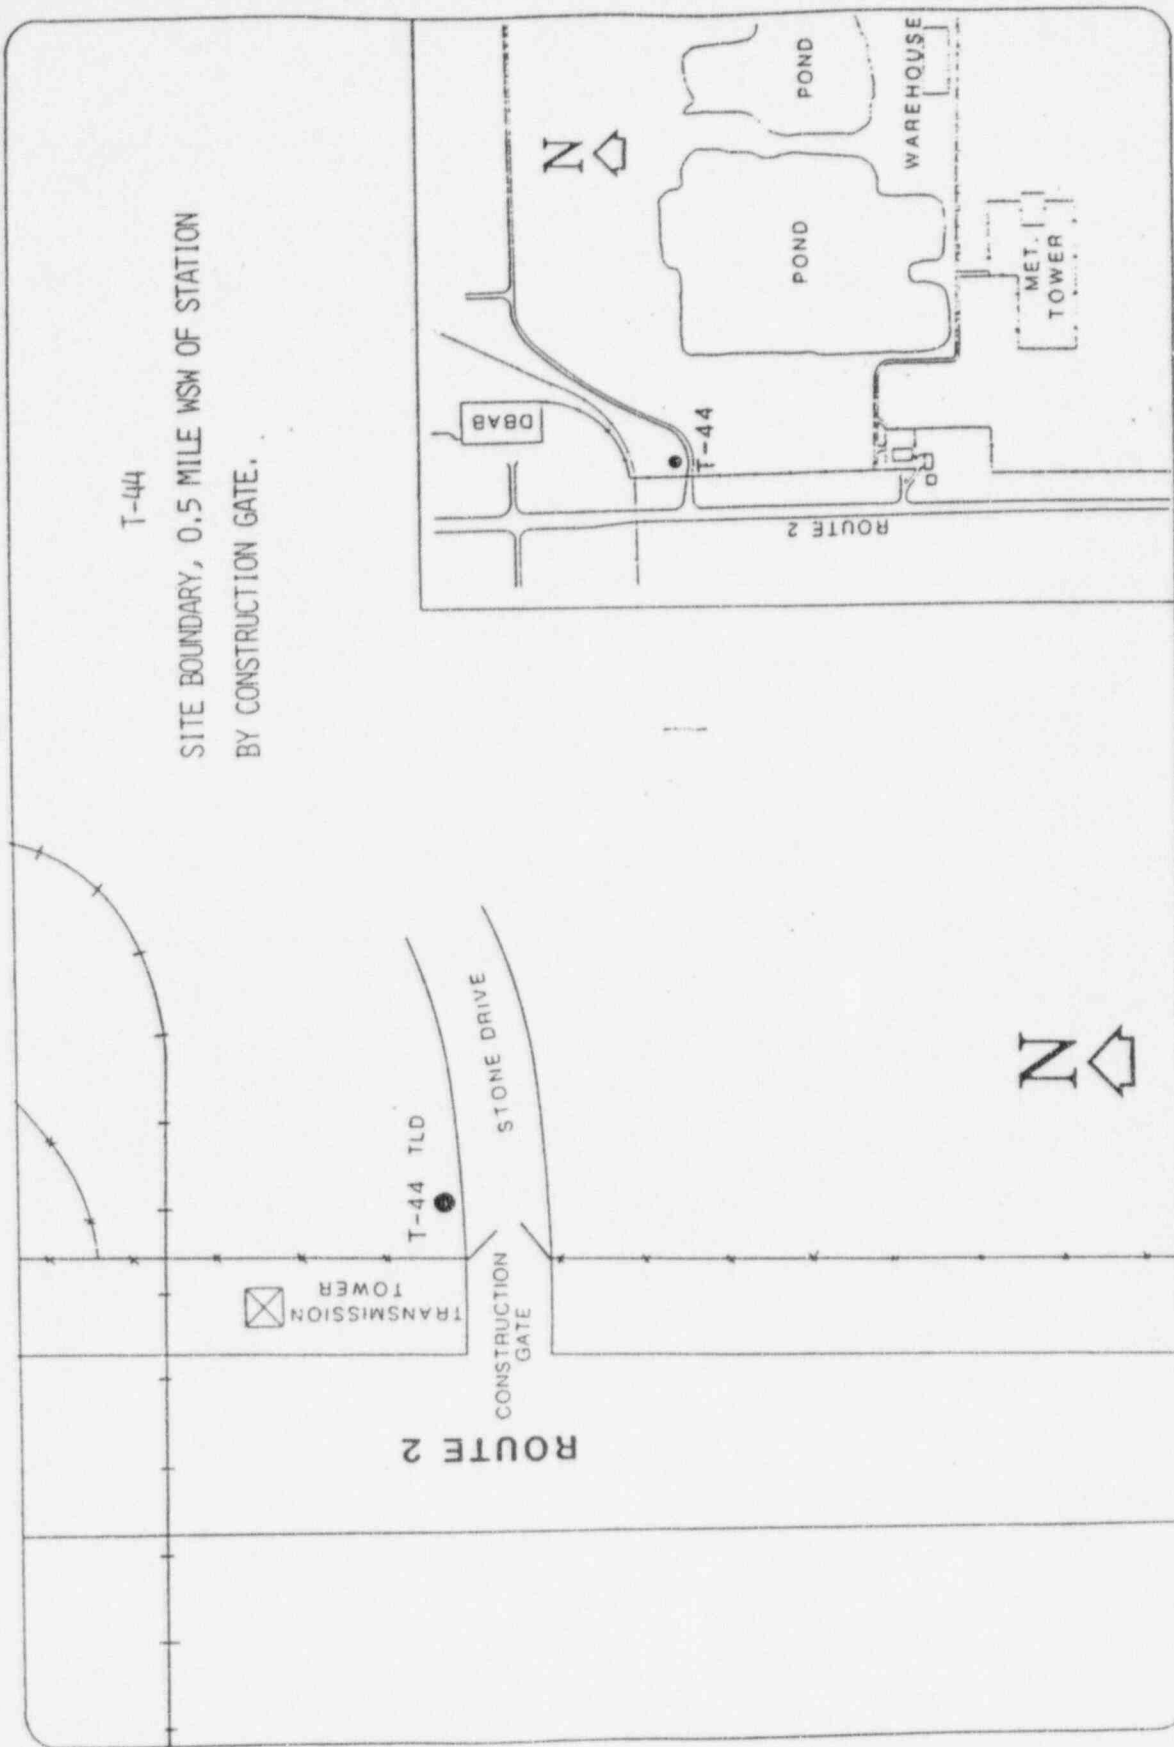 T-44
SITE BOUNDARY, 0.5 MILE WSW OF STATION
BY CONSTRUCTION GATE.
TRANSMISSION
TOWER
T-44 TLD
STONE DRIVE
CONSTRUCTION
GATE
ROUTE 2
N
N
DBAB
T-44
ROUTE 2
POND
POND
WAREHOUSE
MET.
TOWER